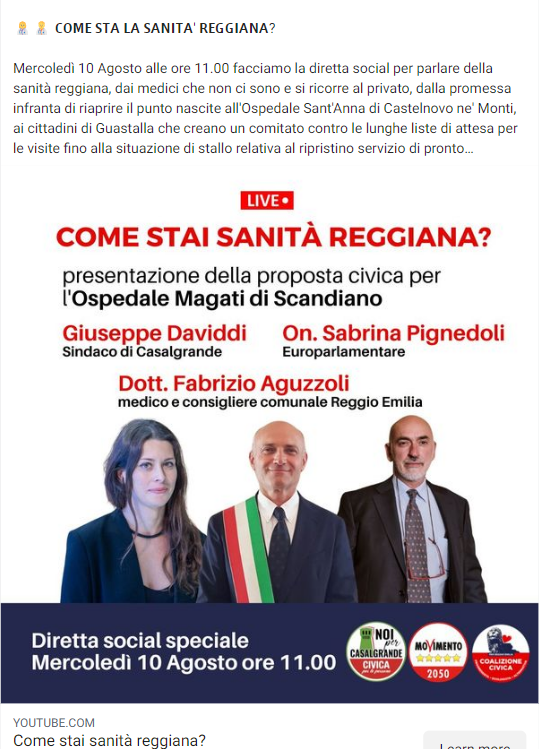 COME STA LA SANITA' REGGIANA?
Mercoledì 10 Agosto alle ore 11.00 facciamo la diretta social per parlare della
sanità reggiana, dai medici che non ci sono e si ricorre al privato, dalla promessa
infranta di riaprire il punto nascite all'Ospedale Sant'Anna di Castelnovo ne' Monti,
ai cittadini di Guastalla che creano un comitato contro le lunghe liste di attesa per
le visite fino alla situazione di stallo relativa al ripristino servizio di pronto...
LIVE
COME STAI SANITÀ REGGIANA?
presentazione della proposta civica per
l'Ospedale Magati di Scandiano
Giuseppe Daviddi
Sindaco di Casalgrande
On. Sabrina Pignedoli
Europarlamentare
Dott. Fabrizio Aguzzoli
medico e consigliere comunale Reggio Emilia
Diretta social speciale
Mercoledì 10 Agosto ore 11.00
NOI
per
CASALGRANDE
CIVICA
MOVIMENTO
2050
COALIZIONE
CIVICA
YOUTUBE.COM
Come stai sanità reggiana?
Learn more